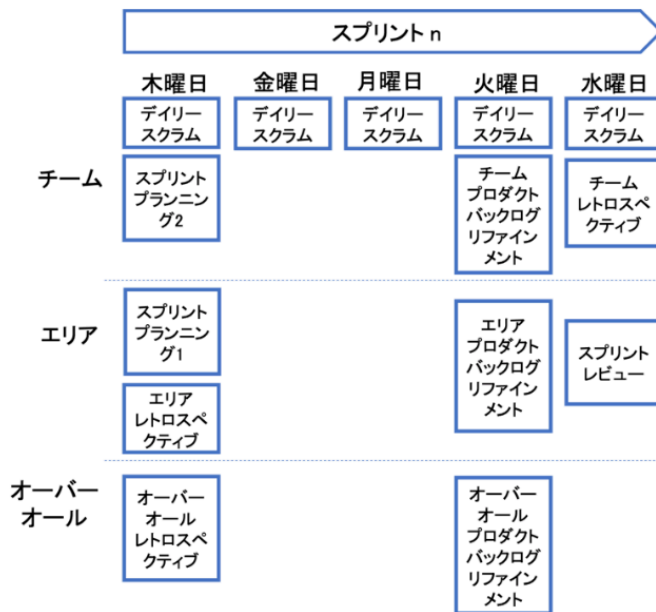 スプリント n
木曜日 金曜日 月曜日 火曜日 水曜日
デイリー
スクラム
デイリー
スクラム
デイリー
スクラム
デイリー
スクラム
デイリー
スクラム
チーム
スプリント
プランニン
グ2
チーム
プロダクト
バックログ
リファイン
メント
チーム
レトロスペ
クティブ
エリア
スプリント
プランニン
グ1
エリア
レトロスペ
クティブ
エリア
プロダクト
バックログ
リファイン
メント
スプリント
レビュー
オーバー
オール
オーバー
オール
レトロスペ
クティブ
オーバー
オール
プロダクト
バックログ
リファイン
メント